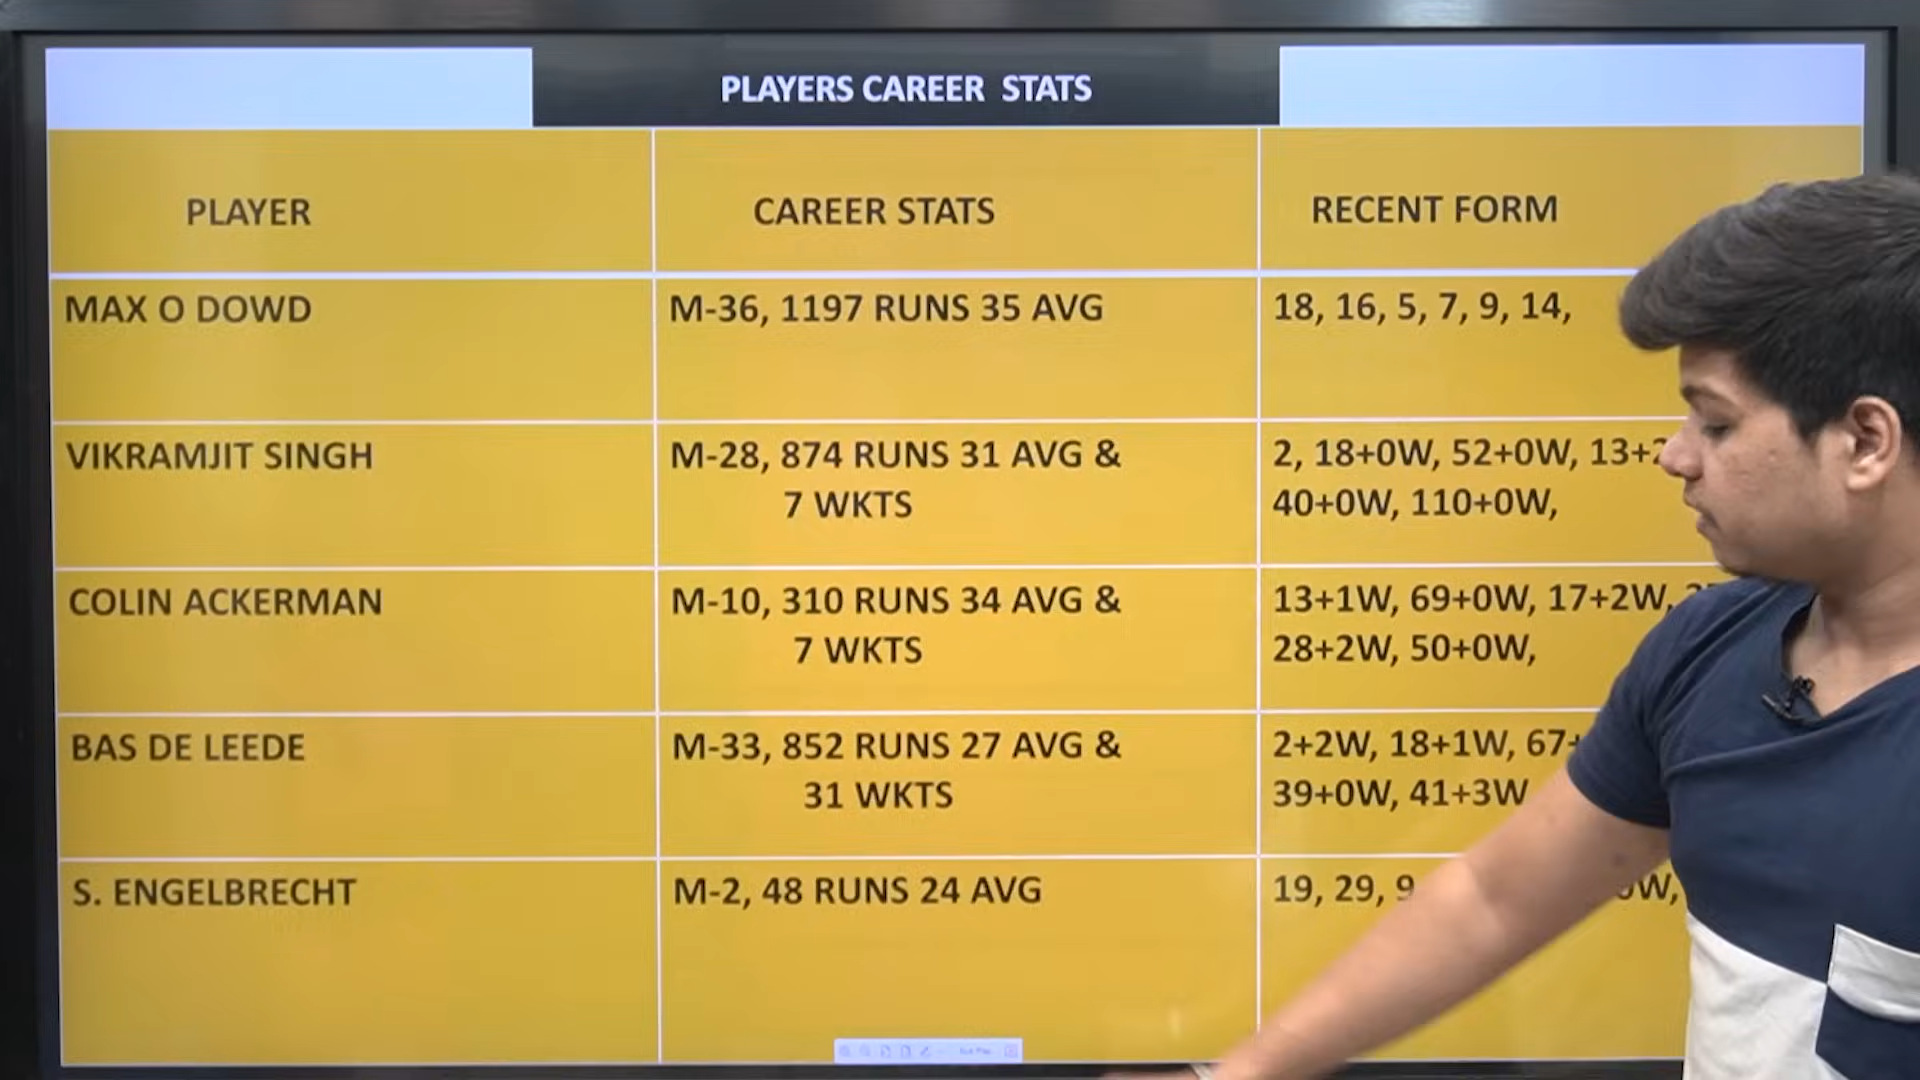 PLAYERS CAREER STATS
PLAYER
CAREER STATS
RECENT FORM
MAX O DOWD
M-36, 1197 RUNS 35 AVG
18, 16, 5, 7, 9, 14,
VIKRAMJIT SINGH
M-28, 874 RUNS 31 AVG &
7 WKTS
2, 18+0W, 52+0W,
40+0W, 110+0W,
COLIN ACKERMAN
M-10, 310 RUNS 34 AVG &
7 WKTS
13+1W, 69+0W, 17+2W,
28+2W, 50+0W,
BAS DE LEEDE
M-33, 852 RUNS 27 AVG &
31 WKTS
2+2W, 18+1W,
39+0W, 41+3W
S. ENGELBRECHT
M-2, 48 RUNS 24 AVG
19, 29, 9